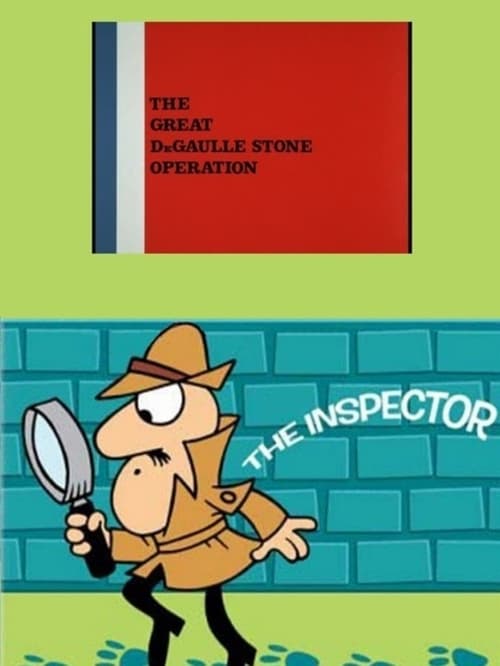 THE
GREAT
DeGAULLE STONE
OPERATION
THE INSPECTOR